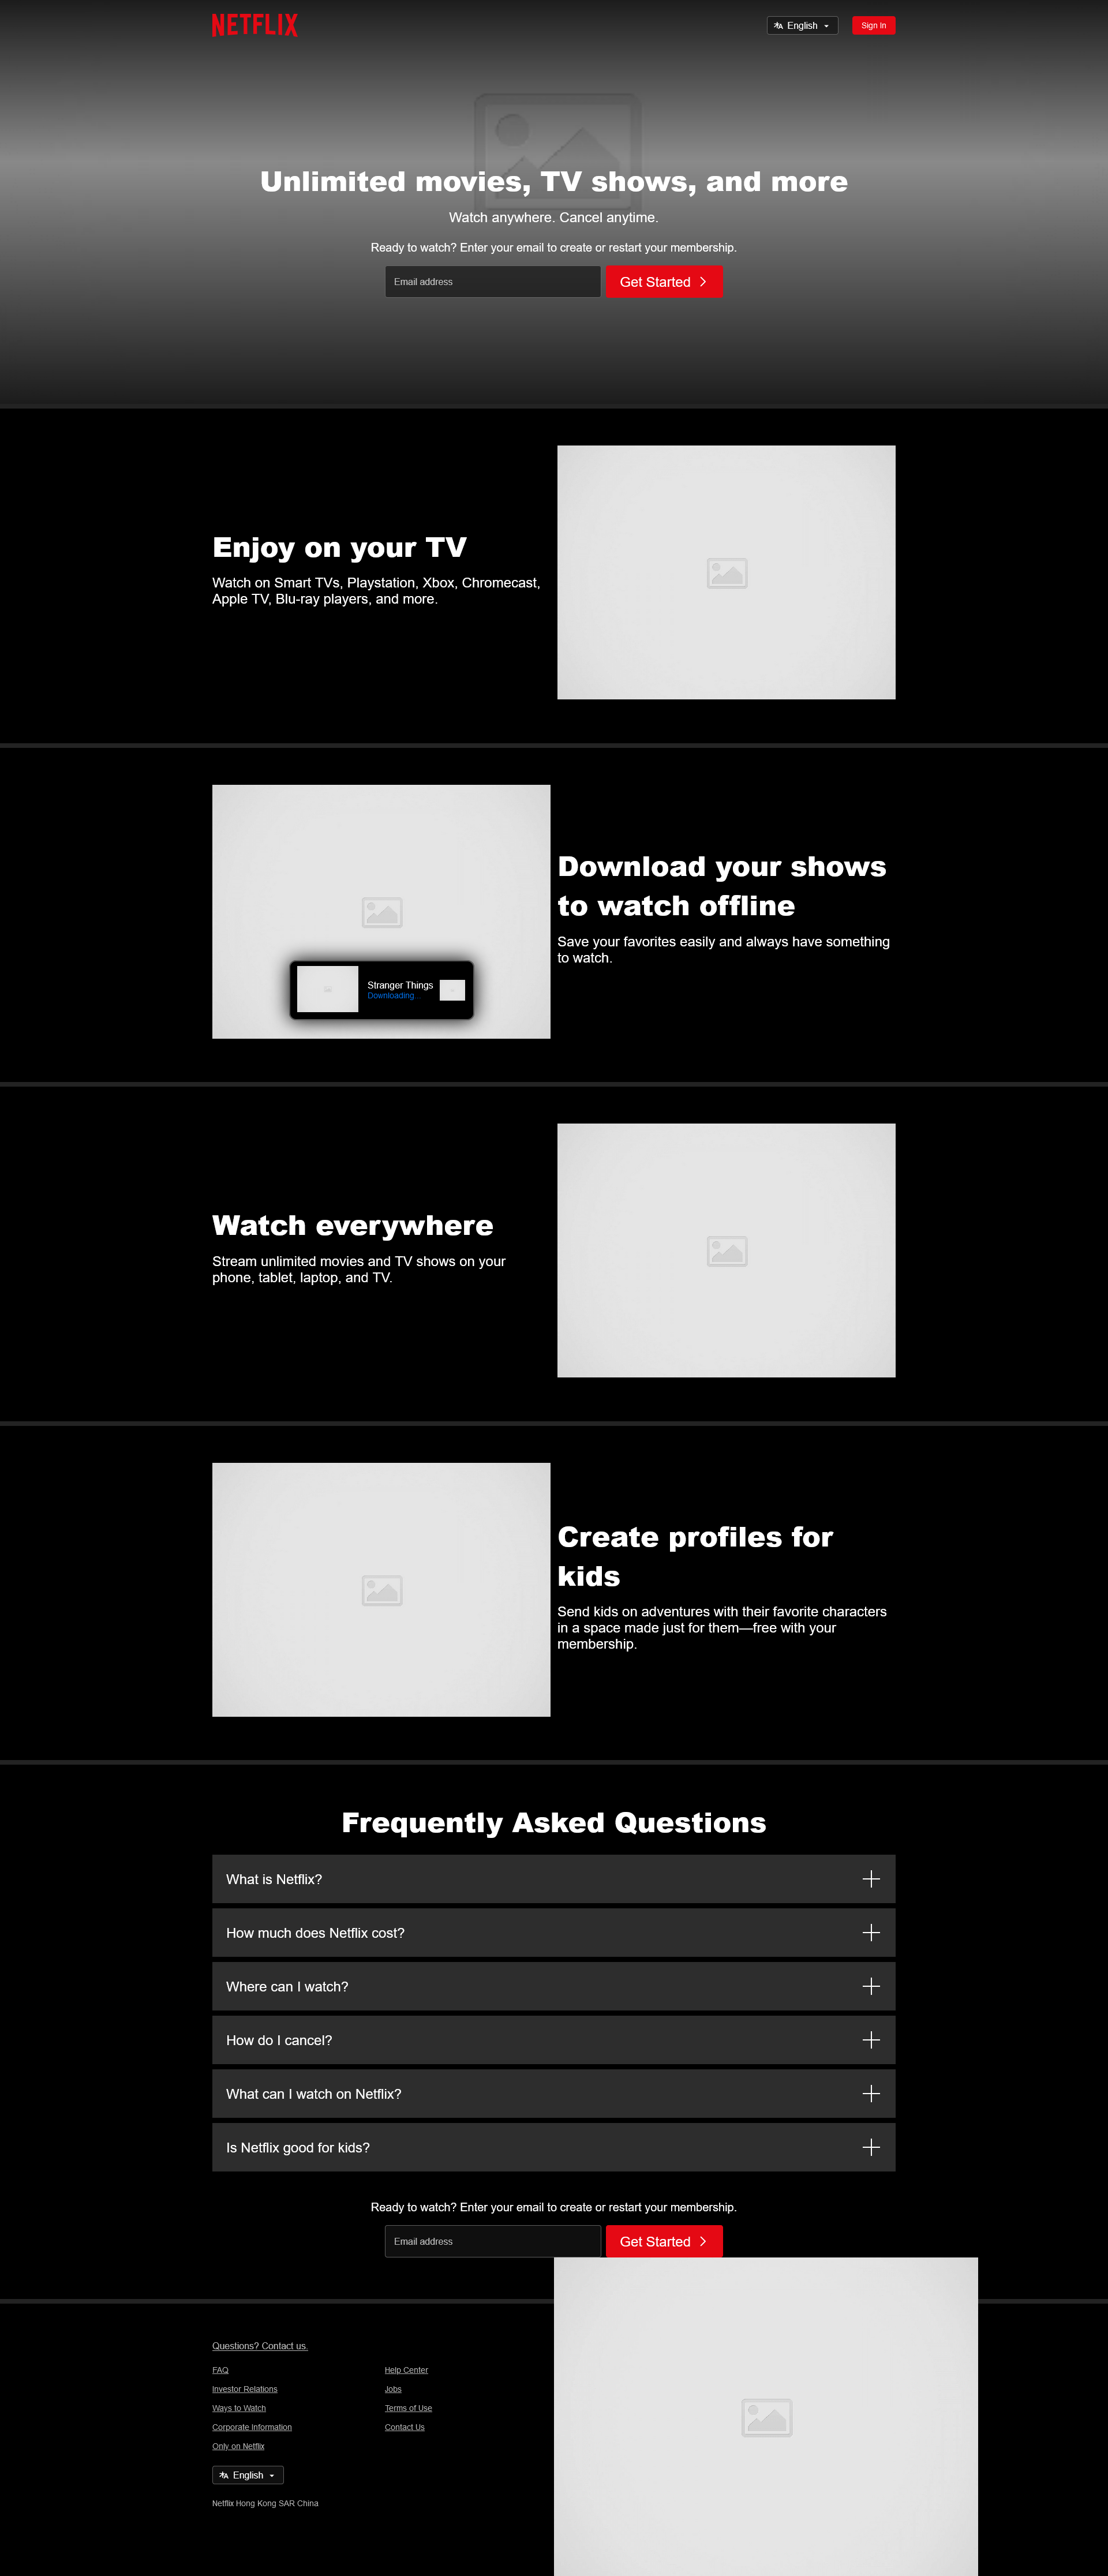 NETFLIX
English
Sign In
Unlimited movies, TV shows, and more
Watch anywhere. Cancel anytime.
Ready to watch? Enter your email to create or restart your membership.
Email address
Get Started
Enjoy on your TV
Watch on Smart TVs, Playstation, Xbox, Chromecast,
Apple TV, Blu-ray players, and more.
Download your shows
to watch offline
Save your favorites easily and always have something
to watch.
Stranger Things
Downloading...
Watch everywhere
Stream unlimited movies and TV shows on your
phone, tablet, laptop, and TV.
Create profiles for
kids
Send kids on adventures with their favorite characters
in a space made just for them—free with your
membership.
Frequently Asked Questions
What is Netflix?
How much does Netflix cost?
Where can I watch?
How do I cancel?
What can I watch on Netflix?
Is Netflix good for kids?
Ready to watch? Enter your email to create or restart your membership.
Email address
Get Started
Questions? Contact us.
FAQ
Help Center
Investor Relations
Jobs
Ways to Watch
Terms of Use
Corporate Information
Contact Us
Only on Netflix
English
Netflix Hong Kong SAR China